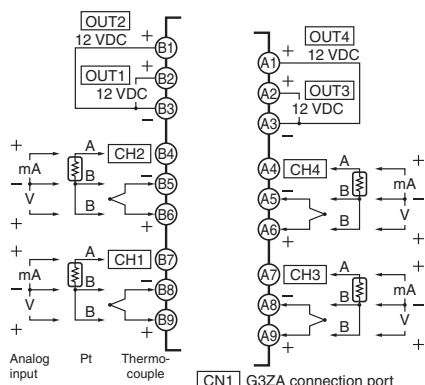 OUT2
12 VDC
+
B1
OUT1
+
B2
12 VDC
B3
−
CH2
B4
A
+
mA
−
B
−
B5
V
B
+
B6
+
CH1
B7
A
+
mA
−
B
−
B8
V
B
+
B9
+
Analog input
Pt
Thermo-
couple
OUT4
+
12 VDC
A1
+
OUT3
A2
12 VDC
A3
−
A4
CH4
A
+
mA
A5
−
B
−
V
A6
+
B
+
A7
CH3
A
+
mA
A8
−
B
−
V
A9
+
B
+
CN1 G3ZA connection port